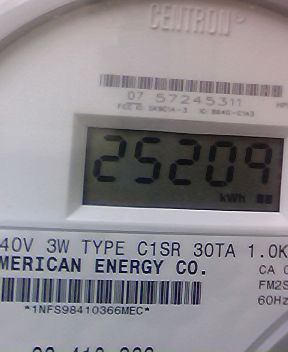 CENTRON®
07 57245311
25209
kWh
40V 3W TYPE C1SR 30TA 1.0K
MERICAN ENERGY CO.
CA 0
FM2S
60Hz
*1NFS98410366MEC*